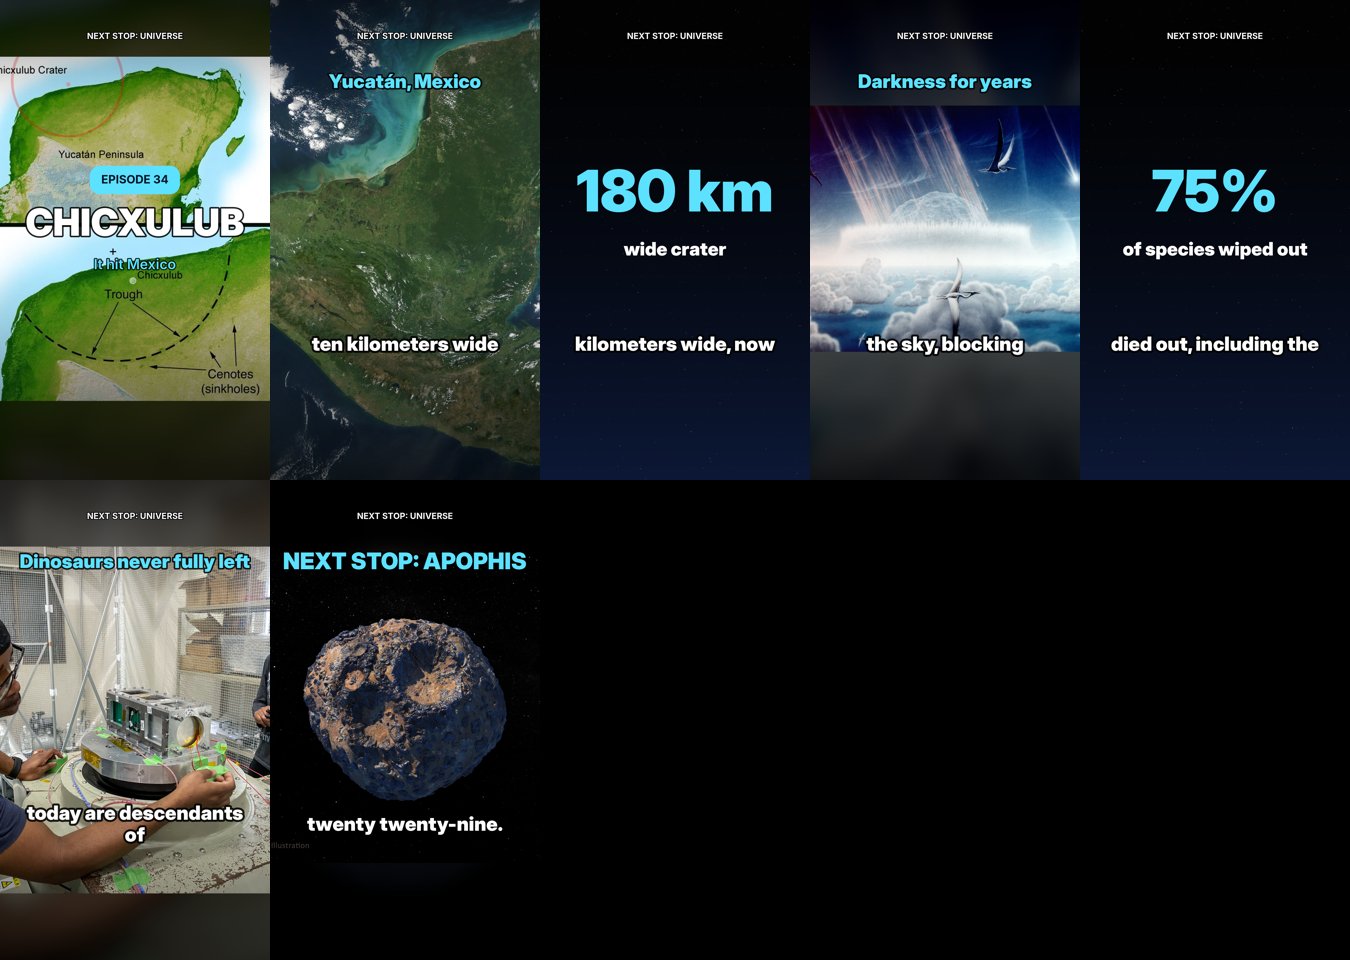 NEXT STOP: UNIVERSE
hicxulub Crater
Yucatán Peninsula
EPISODE 34
CHICXULUB
It hit Mexico
Chicxulub
Trough
Cenotes
(sinkholes)
NEXT STOP: UNIVERSE
Yucatán, Mexico
ten kilometers wide
NEXT STOP: UNIVERSE
180 km
wide crater
kilometers wide, now
NEXT STOP: UNIVERSE
Darkness for years
the sky, blocking
NEXT STOP: UNIVERSE
75%
of species wiped out
died out, including the
NEXT STOP: UNIVERSE
Dinosaurs never fully left
today are descendants
of
NEXT STOP: UNIVERSE
NEXT STOP: APOPHIS
twenty twenty-nine.
Illustration